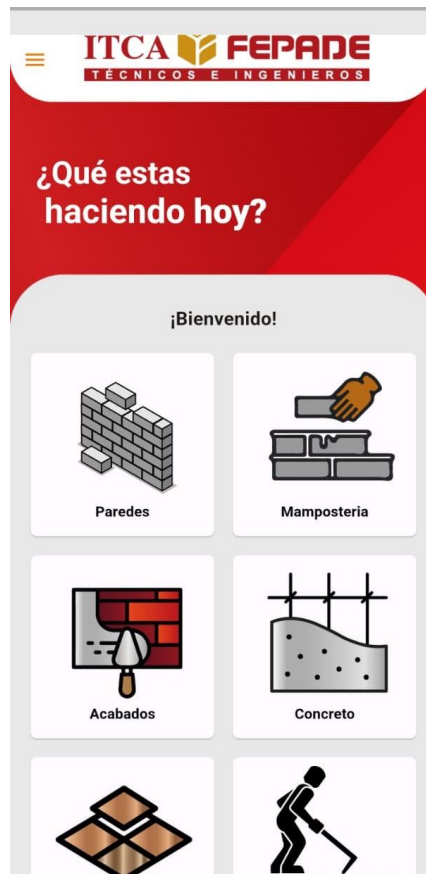 ITCA FEPADE
TÉCNICOS E INGENIEROS
¿Qué estas
haciendo hoy?
¡Bienvenido!
Paredes
Mamposteria
Acabados
Concreto